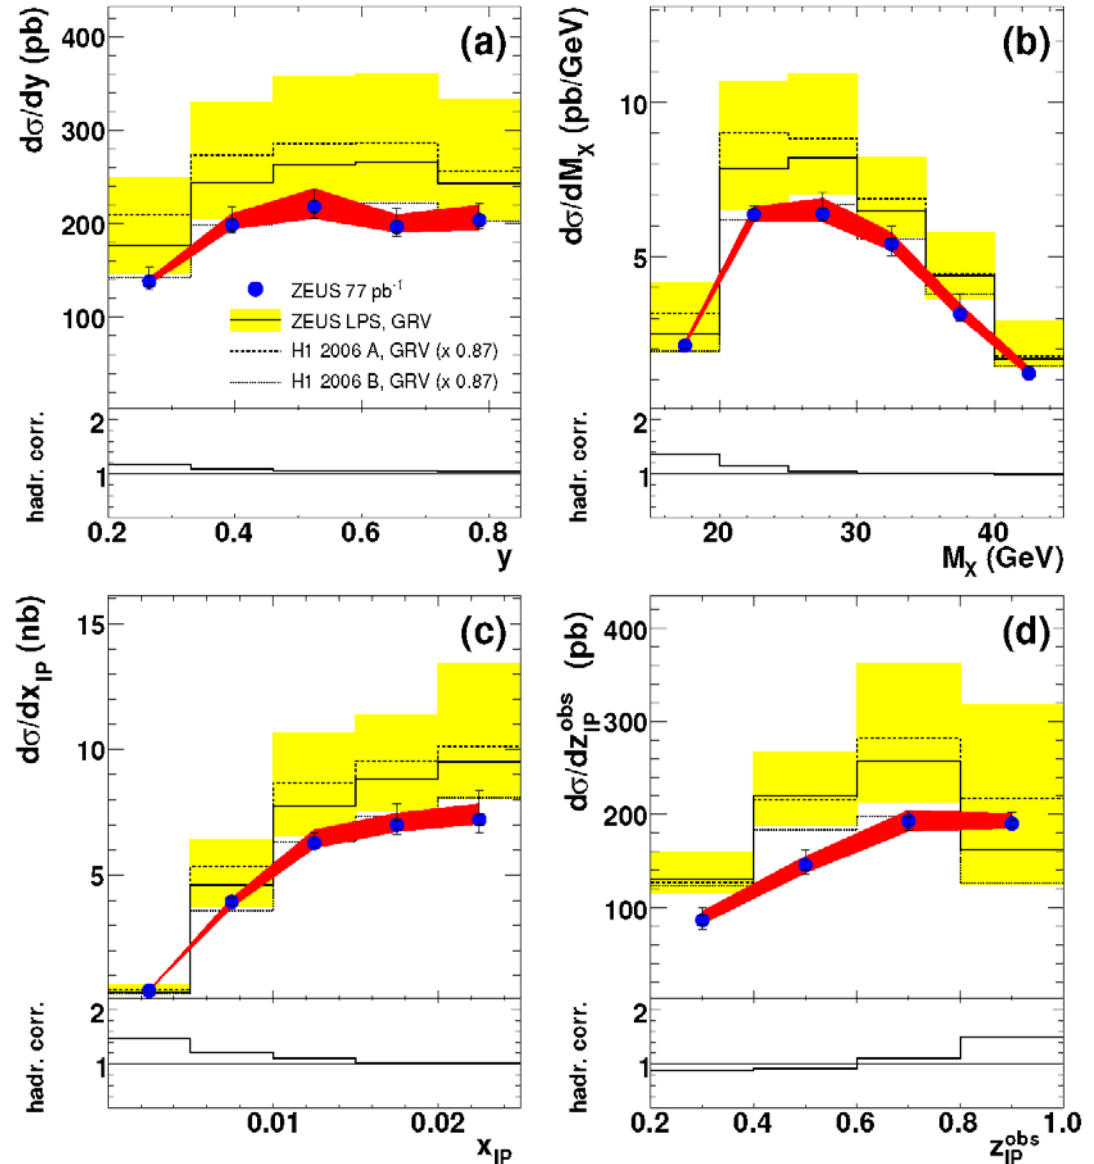 (a)
dσ/dy (pb)
400
300
200
100
ZEUS 77 pb⁻¹
ZEUS LPS, GRV
H1 2006 A, GRV (x 0.87)
H1 2006 B, GRV (x 0.87)
hadr. corr.
2
1
0.2 0.4 0.6 0.8
y
(b)
dσ/dM_X (pb/GeV)
10
5
hadr. corr.
2
1
20 30 40
M_X (GeV)
(c)
dσ/dx_IP (nb)
15
10
5
hadr. corr.
2
1
0.01 0.02
x_IP
(d)
dσ/dz_IP^obs (pb)
400
300
200
100
hadr. corr.
2
1
0.2 0.4 0.6 0.8 1.0
z_IP^obs